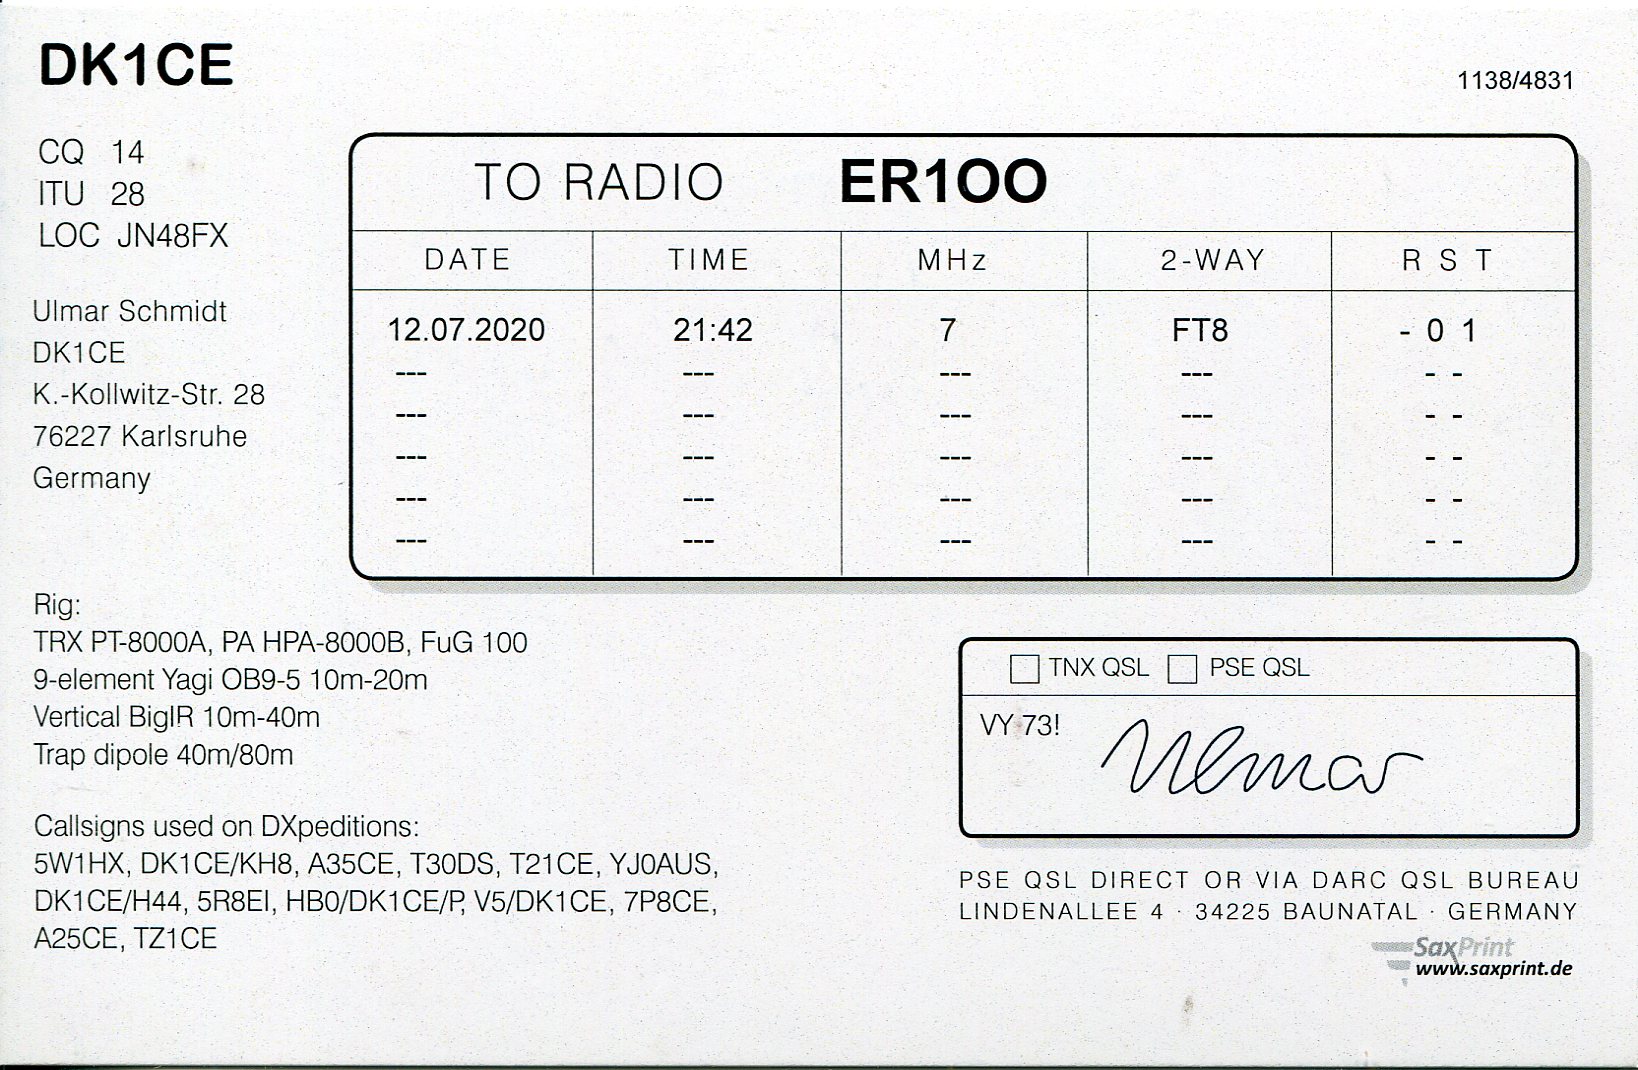 DK1CE
1138/4831
CQ 14
ITU 28
LOC JN48FX
Ulmar Schmidt
DK1CE
K.-Kollwitz-Str. 28
76227 Karlsruhe
Germany
TO RADIO ER1OO
DATE TIME MHz 2-WAY R S T
12.07.2020 21:42 7 FT8 - 0 1
--- --- --- --- - -
--- --- --- --- - -
--- --- --- --- - -
--- --- --- --- - -
--- --- --- --- - -
Rig:
TRX PT-8000A, PA HPA-8000B, FuG 100
9-element Yagi OB9-5 10m-20m
Vertical BigIR 10m-40m
Trap dipole 40m/80m
Callsigns used on DXpeditions:
5W1HX, DK1CE/KH8, A35CE, T30DS, T21CE, YJ0AUS,
DK1CE/H44, 5R8EI, HB0/DK1CE/P, V5/DK1CE, 7P8CE,
A25CE, TZ1CE
TNX QSL PSE QSL
VY 73!
Ulmar
PSE QSL DIRECT OR VIA DARC QSL BUREAU
LINDENALLEE 4 · 34225 BAUNATAL · GERMANY
SaxPrint
www.saxprint.de